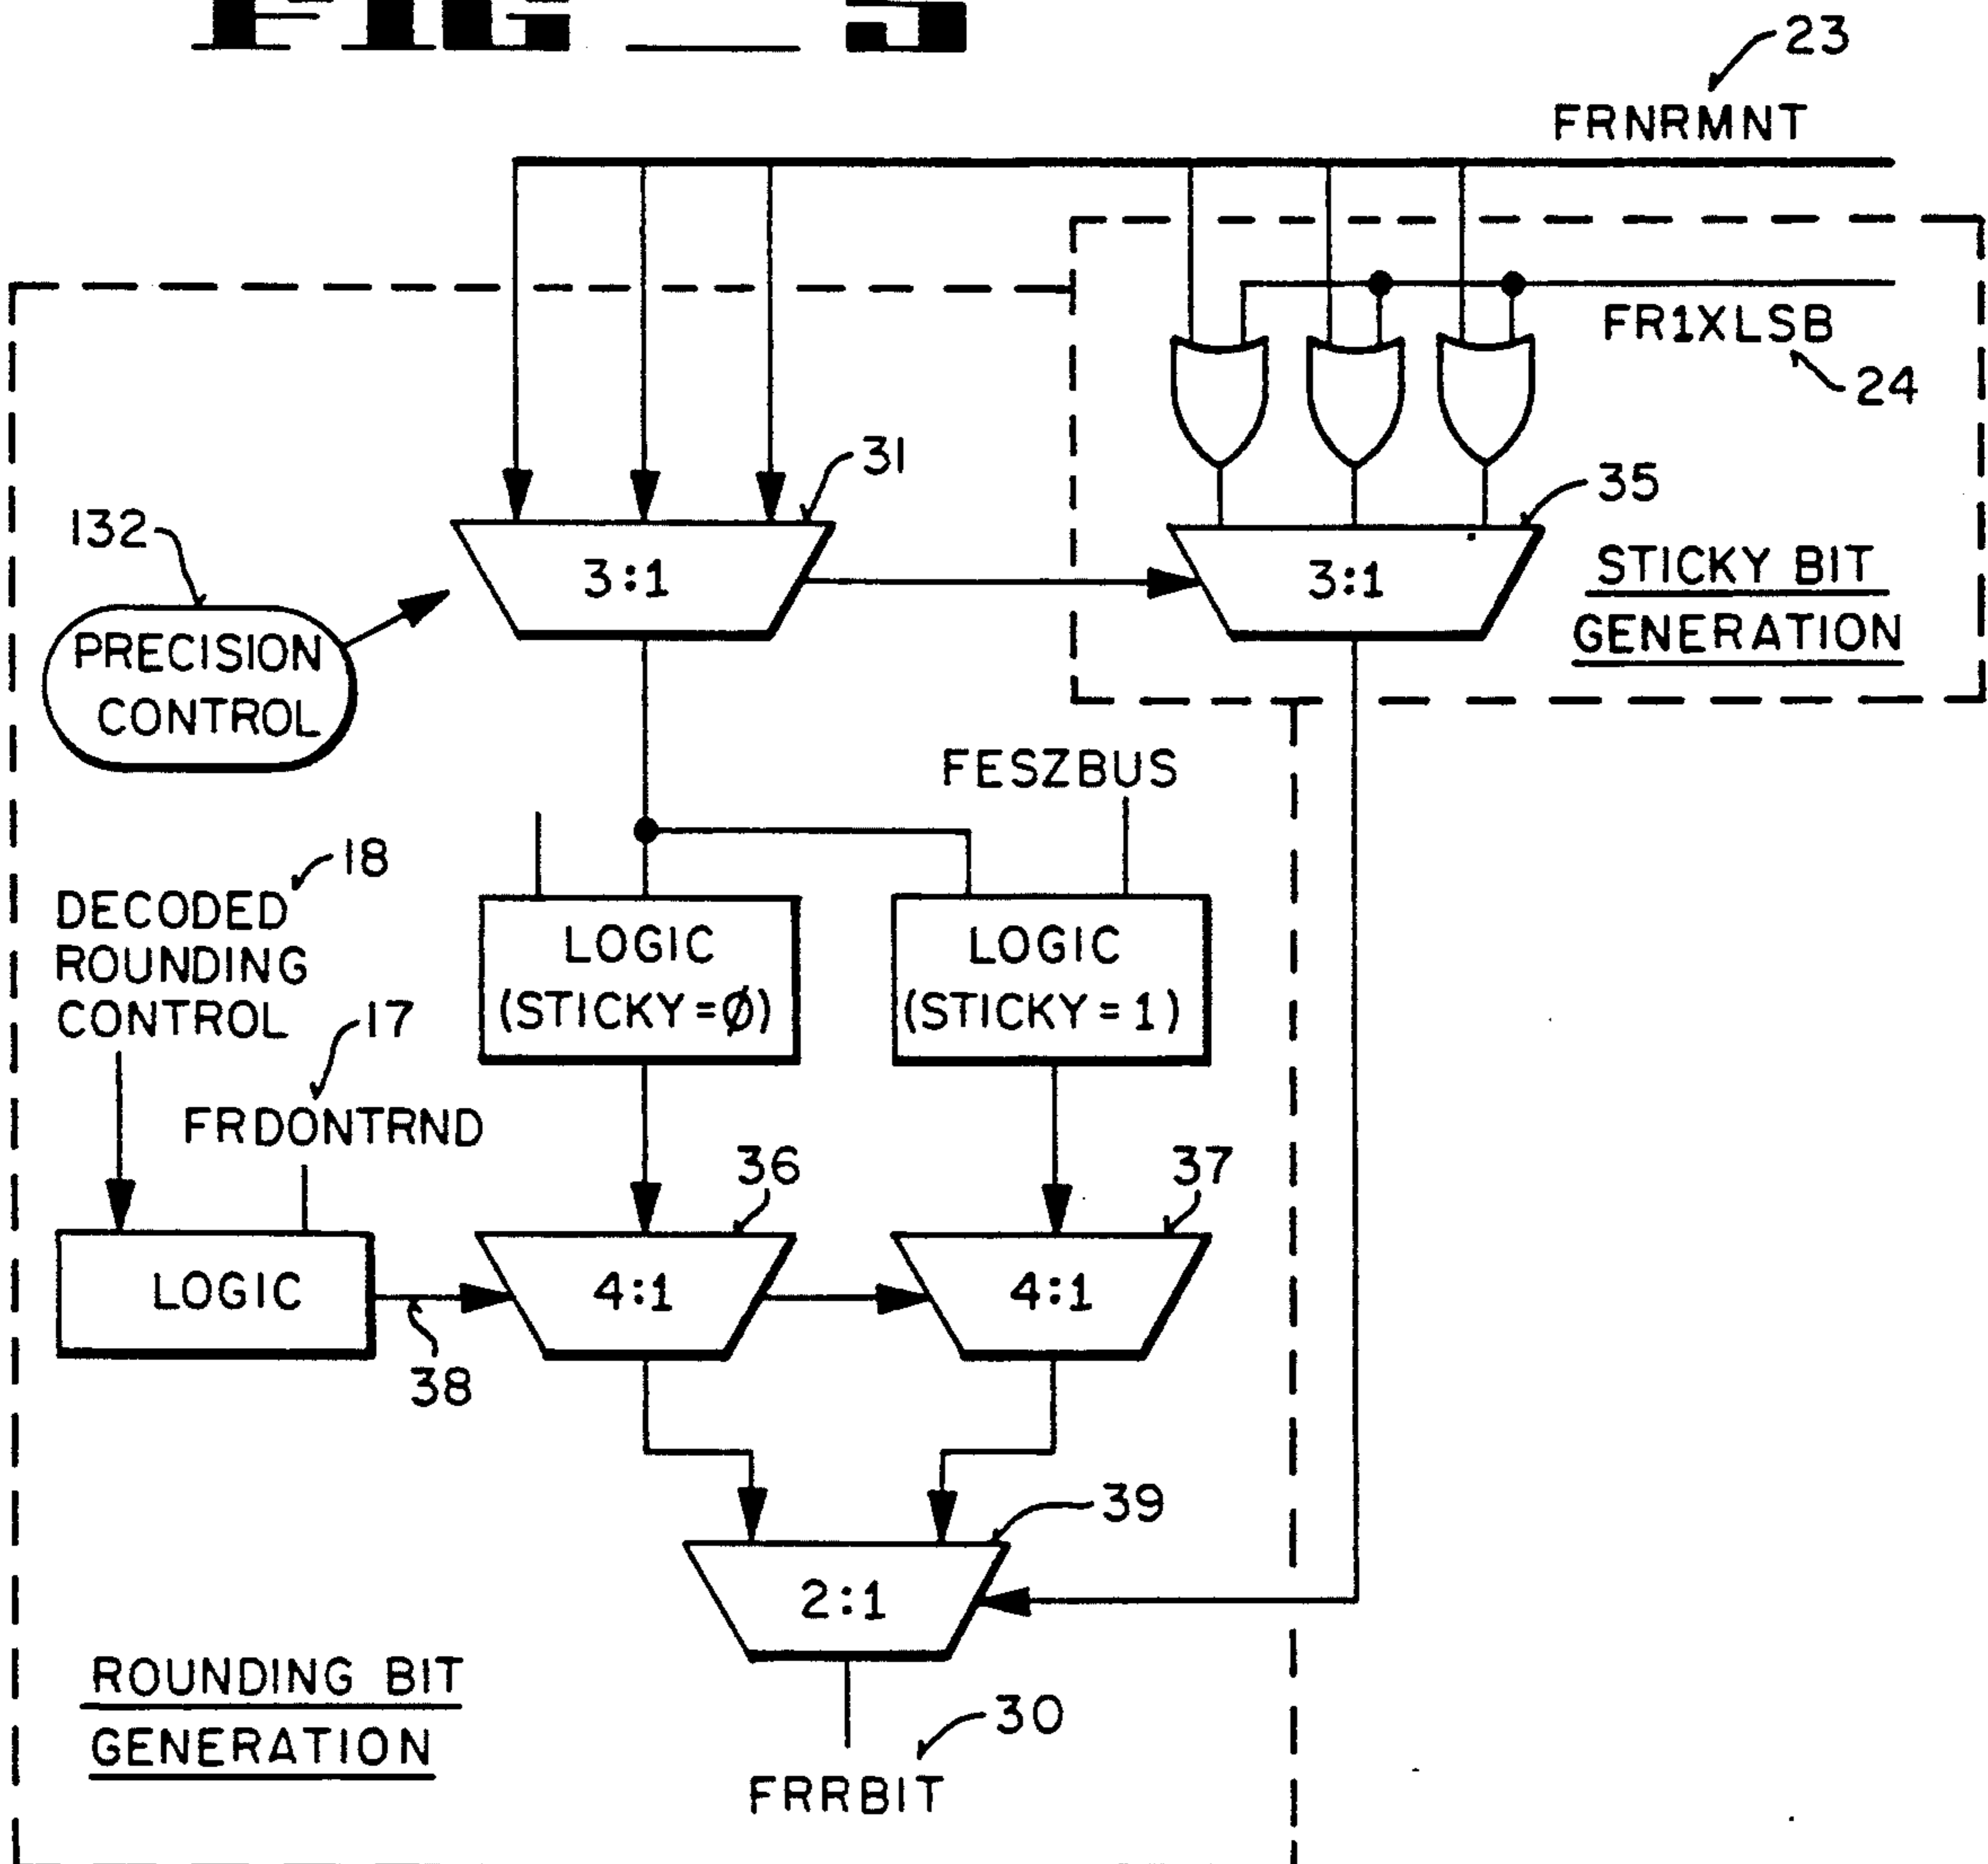 23
FRNRMNT
FR1XLSB
24
31
35
132
3:1
3:1
STICKY BIT
GENERATION
PRECISION
CONTROL
FESZBUS
18
DECODED
ROUNDING
CONTROL
LOGIC
(STICKY=Ø)
LOGIC
(STICKY=1)
17
FRDONTRND
36
37
LOGIC
4:1
4:1
38
39
2:1
ROUNDING BIT
GENERATION
30
FRRBIT